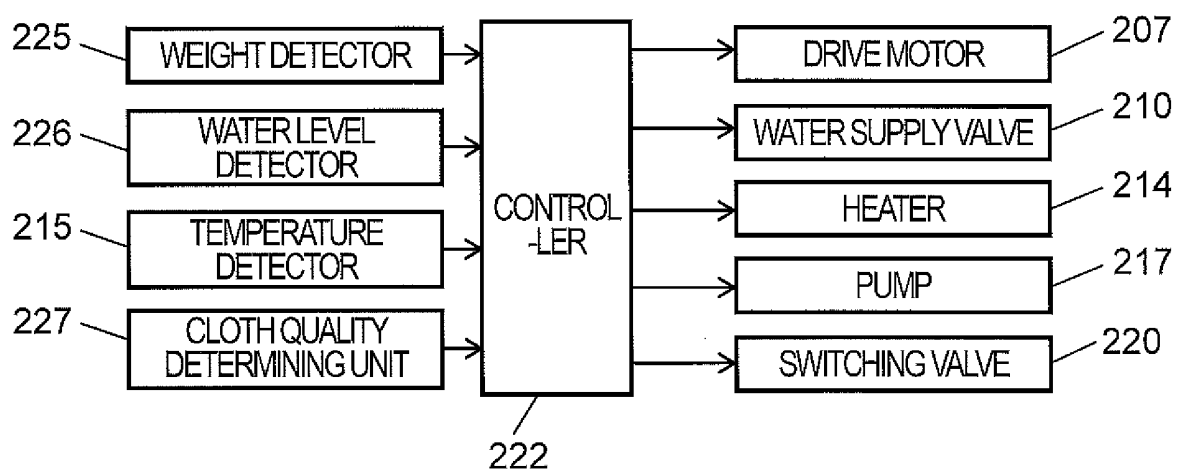 225
WEIGHT DETECTOR
226
WATER LEVEL
DETECTOR
215
TEMPERATURE
DETECTOR
227
CLOTH QUALITY
DETERMINING UNIT
CONTROL
-LER
222
DRIVE MOTOR
207
WATER SUPPLY VALVE
210
HEATER
214
PUMP
217
SWITCHING VALVE
220